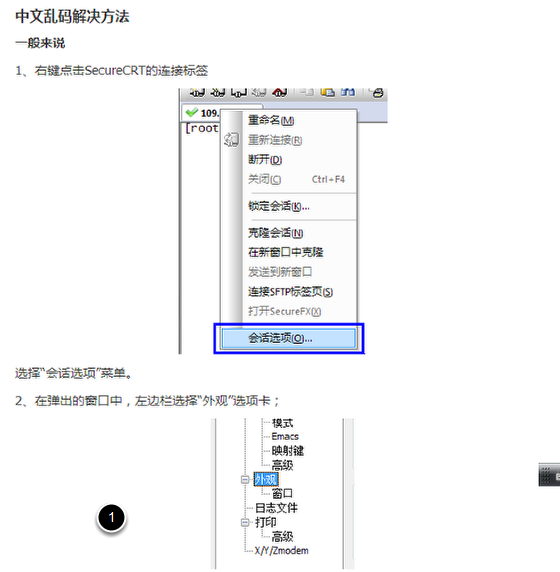 中文乱码解决方法
一般来说
1、右键点击SecureCRT的连接标签
109.
[root
重命名(M)
重新连接(R)
断开(D)
关闭(C) Ctrl+F4
锁定会话(K)...
克隆会话(N)
在新窗口中克隆
发送到新窗口
连接SFTP标签页(S)
打开SecureFX(X)
会话选项(O)...
选择“会话选项”菜单。
2、在弹出的窗口中，左边栏选择“外观”选项卡；
模式
Emacs
映射键
高级
外观
窗口
日志文件
打印
高级
X/Y/Zmodem
1